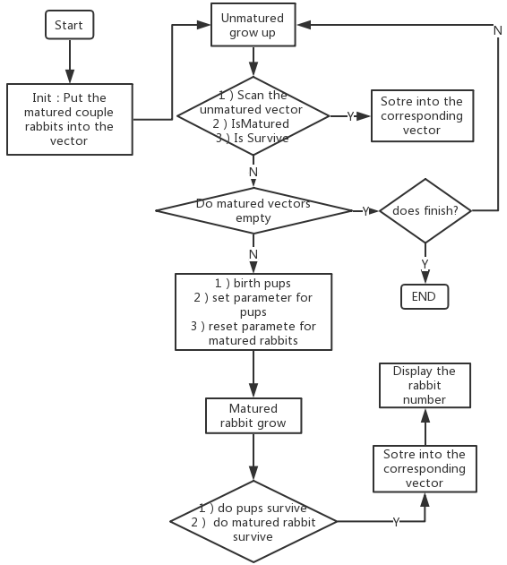 Start
Unmatured
grow up
N
Init : Put the
matured couple
rabbits into the
vector
1 ) Scan the
unmatured vector
2 ) IsMatured
3 ) Is Survive
Y
Sotre into the
corresponding
vector
N
Do matured vectors
empty
Y
does finish?
N
Y
1 ) birth pups
2 ) set parameter for
pups
3 ) reset paramete for
matured rabbits
END
Display the
rabbit
number
Matured
rabbit grow
Sotre into the
corresponding
vector
1 ) do pups survive
2 ) do matured rabbit
survive
Y